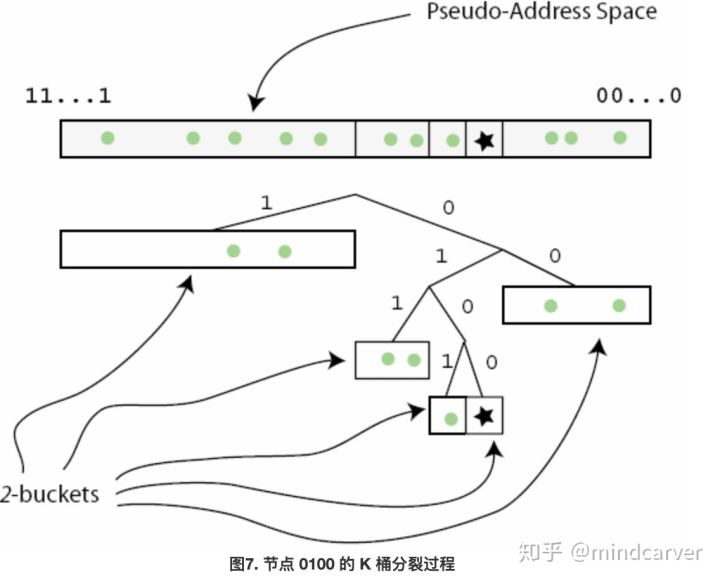 Pseudo-Address Space
11...1
00...0
1
0
1
0
1
0
1
0
2-buckets
知乎 @mindcarver
图7. 节点 0100 的 K 桶分裂过程